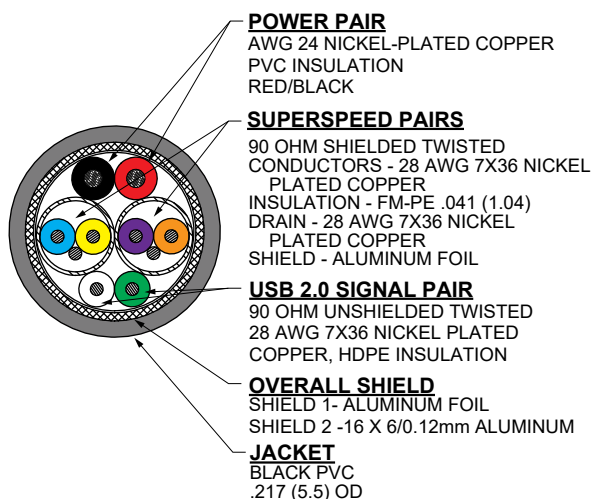 POWER PAIR
AWG 24 NICKEL-PLATED COPPER
PVC INSULATION
RED/BLACK
SUPERSPEED PAIRS
90 OHM SHIELDED TWISTED
CONDUCTORS - 28 AWG 7X36 NICKEL
PLATED COPPER
INSULATION - FM-PE .041 (1.04)
DRAIN - 28 AWG 7X36 NICKEL
PLATED COPPER
SHIELD - ALUMINUM FOIL
USB 2.0 SIGNAL PAIR
90 OHM UNSHIELDED TWISTED
28 AWG 7X36 NICKEL PLATED
COPPER, HDPE INSULATION
OVERALL SHIELD
SHIELD 1- ALUMINUM FOIL
SHIELD 2 -16 X 6/0.12mm ALUMINUM
JACKET
BLACK PVC
.217 (5.5) OD